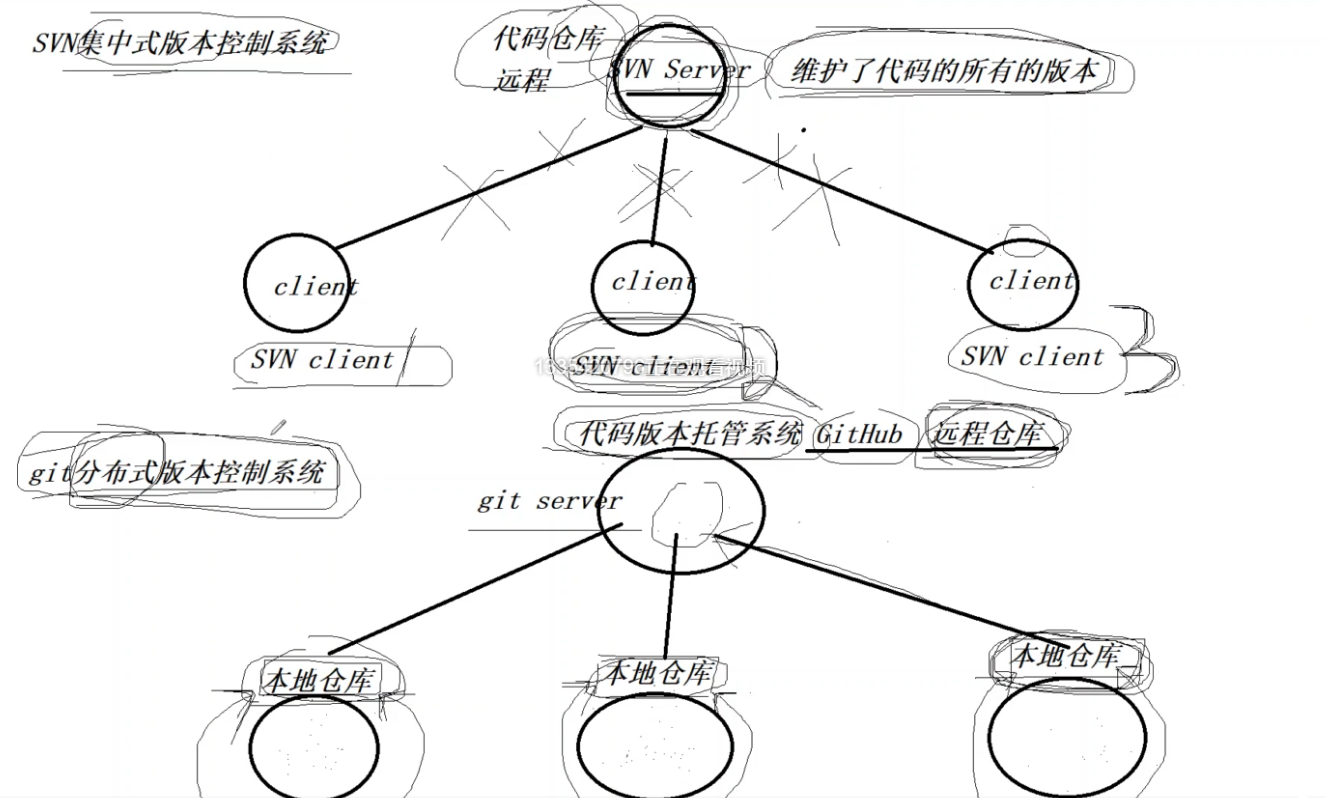 SVN集中式版本控制系统
代码仓库
远程
SVN Server
维护了代码的所有的版本
client
client
client
SVN client
SVN client
SVN client
代码版本托管系统 GitHub 远程仓库
git分布式版本控制系统
git server
本地仓库
本地仓库
本地仓库